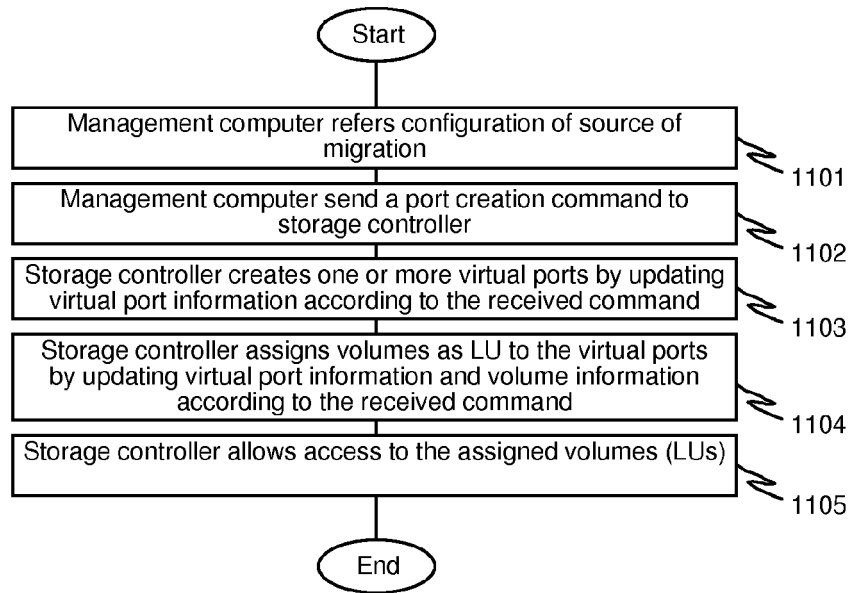 Start
Management computer refers configuration of source of
migration
1101
Management computer send a port creation command to
storage controller
1102
Storage controller creates one or more virtual ports by updating
virtual port information according to the received command
1103
Storage controller assigns volumes as LU to the virtual ports
by updating virtual port information and volume information
according to the received command
1104
Storage controller allows access to the assigned volumes (LUs)
1105
End